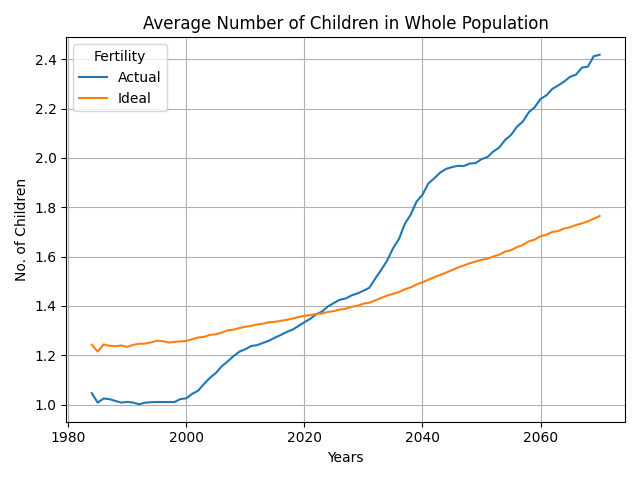 Average Number of Children in Whole Population
Fertility
Actual
Ideal
2.4
2.2
2.0
1.8
1.6
1.4
1.2
1.0
No. of Children
1980 2000 2020 2040 2060
Years